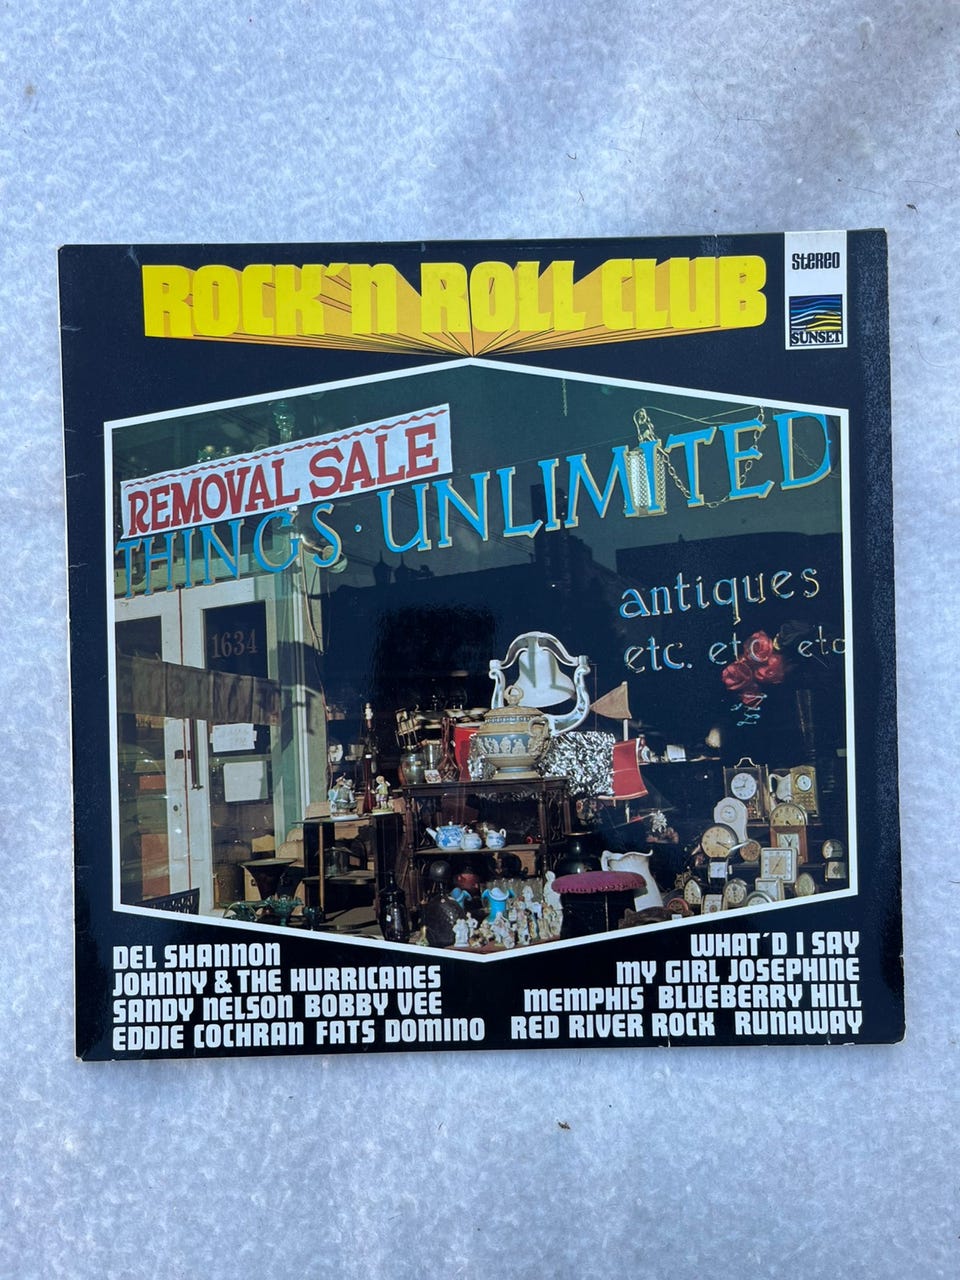 ROCK'N ROLL CLUB
Stereo
SUNSET
REMOVAL SALE
THINGS·UNLIMITED
antiques
etc. etc etc
1634
DEL SHANNON
JOHNNY & THE HURRICANES
SANDY NELSON BOBBY VEE
EDDIE COCHRAN FATS DOMINO
WHAT'D I SAY
MY GIRL JOSEPHINE
MEMPHIS BLUEBERRY HILL
RED RIVER ROCK RUNAWAY